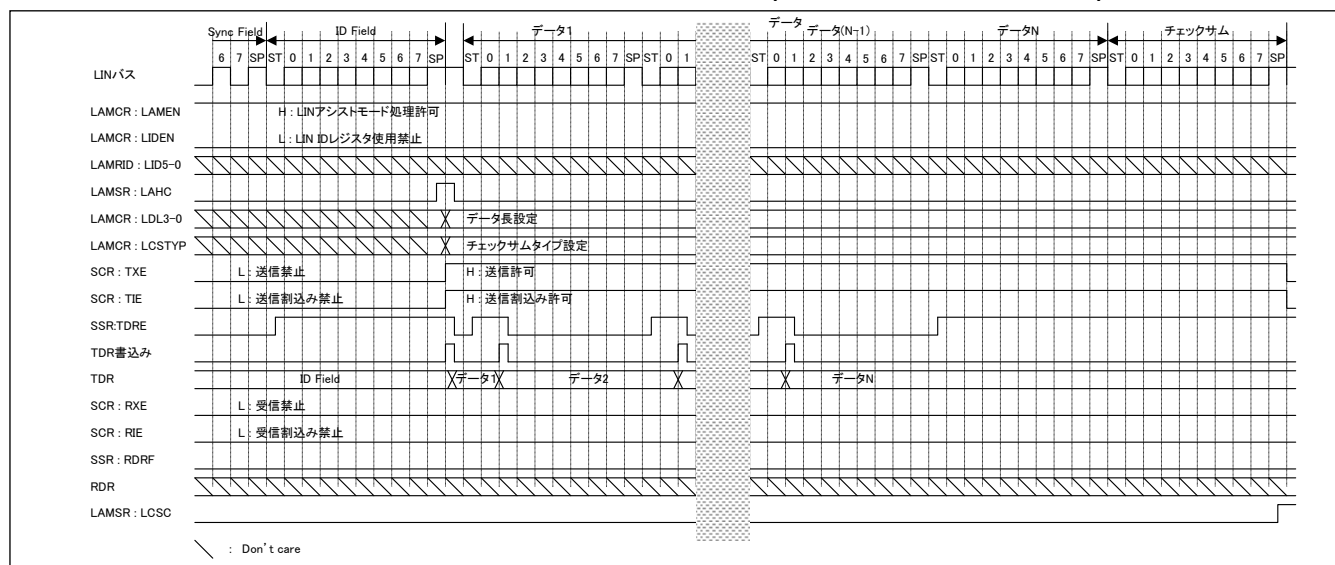 データ
Sync Field ID Field データ1 データ(N-1) データN チェックサム
6 7 SP ST 0 1 2 3 4 5 6 7 SP ST 0 1 2 3 4 5 6 7 SP ST 0 1 ST 0 1 2 3 4 5 6 7 SP ST 0 1 2 3 4 5 6 7 SP ST 0 1 2 3 4 5 6 7 SP
LINバス
LAMCR : LAMEN H : LINアシストモード処理許可
LAMCR : LIDEN L : LIN IDレジスタ使用禁止
LAMRID : LID5-0
LAMSR : LAHC
LAMCR : LDL3-0 データ長設定
LAMCR : LCSTYP チェックサムタイプ設定
SCR : TXE L : 送信禁止 H : 送信許可
SCR : TIE L : 送信割込み禁止 H : 送信割込み許可
SSR:TDRE
TDR書込み
TDR ID Field データ1 データ2 データN
SCR : RXE L : 受信禁止
SCR : RIE L : 受信割込み禁止
SSR : RDRF
RDR
LAMSR : LCSC
: Don't care